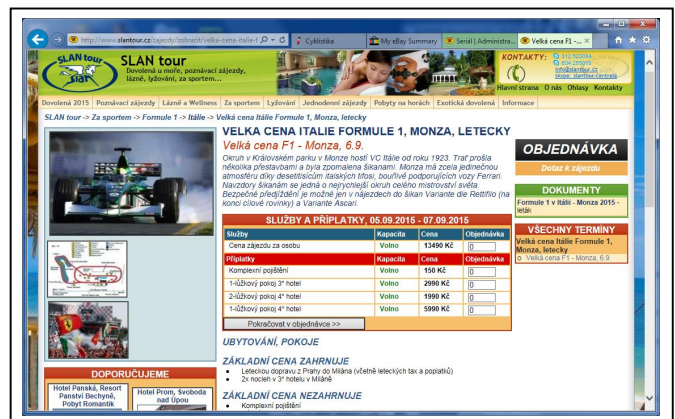 http://www.slantour.cz/zajezdy/zobrazit/velka-cena-italie-f
Cyklistika
My eBay Summary
Serial | Administra...
Velká cena F1 -...
SLAN tour
SLAN tour
Dovolená u moře, poznávací zájezdy,
lázně, lyžování, za sportem...
KONTAKTY:
info@slantour.cz
skype: slantour-centrala
Hlavní strana O nás Ohlasy Kontakty
Dovolená 2015 Poznávací zájezdy Lázně a Wellness Za sportem Lyžování Jednodenní zájezdy Pobyty na horách Exotická dovolená Informace
SLAN tour -> Za sportem -> Formule 1 -> Itálie -> Velká cena Itálie Formule 1, Monza, letecky
VELKA CENA ITALIE FORMULE 1, MONZA, LETECKY
Velká cena F1 - Monza, 6.9.
Okruh v Královském parku v Monze hostí VC Itálie od roku 1923. Trať prošla
několika přestavbami a byla zpomalena šikanami. Monza má zcela jedinečnou
atmosféru díky desetitisícům italských tifosi, bouřlivě podporujících vozy Ferrari.
Navzdory šikanám se jedná o nejrychlejší okruh celého mistrovství světa.
Bezpečné předjíždění je možné jen v nájezdech do šikan Variante dle Rettifilo (na
konci cílové rovinky) a Variante Ascari.
SLUŽBY A PŘÍPLATKY, 05.09.2015 - 07.09.2015
Služby Kapacita Cena Objednávka
Cena zájezdu za osobu Volno 13490 Kč 0
Příplatky Kapacita Cena Objednávka
Komplexní pojištění Volno 150 Kč 0
1-lůžkový pokoj 3* hotel Volno 2990 Kč 0
2-lůžkový pokoj 4* hotel Volno 1990 Kč 0
1-lůžkový pokoj 4* hotel Volno 5990 Kč 0
Pokračovat v objednávce >>
UBYTOVÁNÍ, POKOJE
ZÁKLADNÍ CENA ZAHRNUJE
Leteckou dopravu z Prahy do Milána (včetně leteckých tax a poplatků)
2x nocleh v 3* hotelu v Miláně
ZÁKLADNÍ CENA NEZAHRNUJE
Komplexní pojištění
OBJEDNÁVKA
Dotaz k zájezdu
DOKUMENTY
Formule 1 v Itálii - Monza 2015 -
leták
VŠECHNY TERMÍNY
Velká cena Itálie Formule 1,
Monza, letecky
Velká cena F1 - Monza, 6.9.
DOPORUČUJEME
Hotel Panská, Resort
Panství Bechyně,
Pobyt Romantik
Hotel Prom, Svoboda
nad Úpou